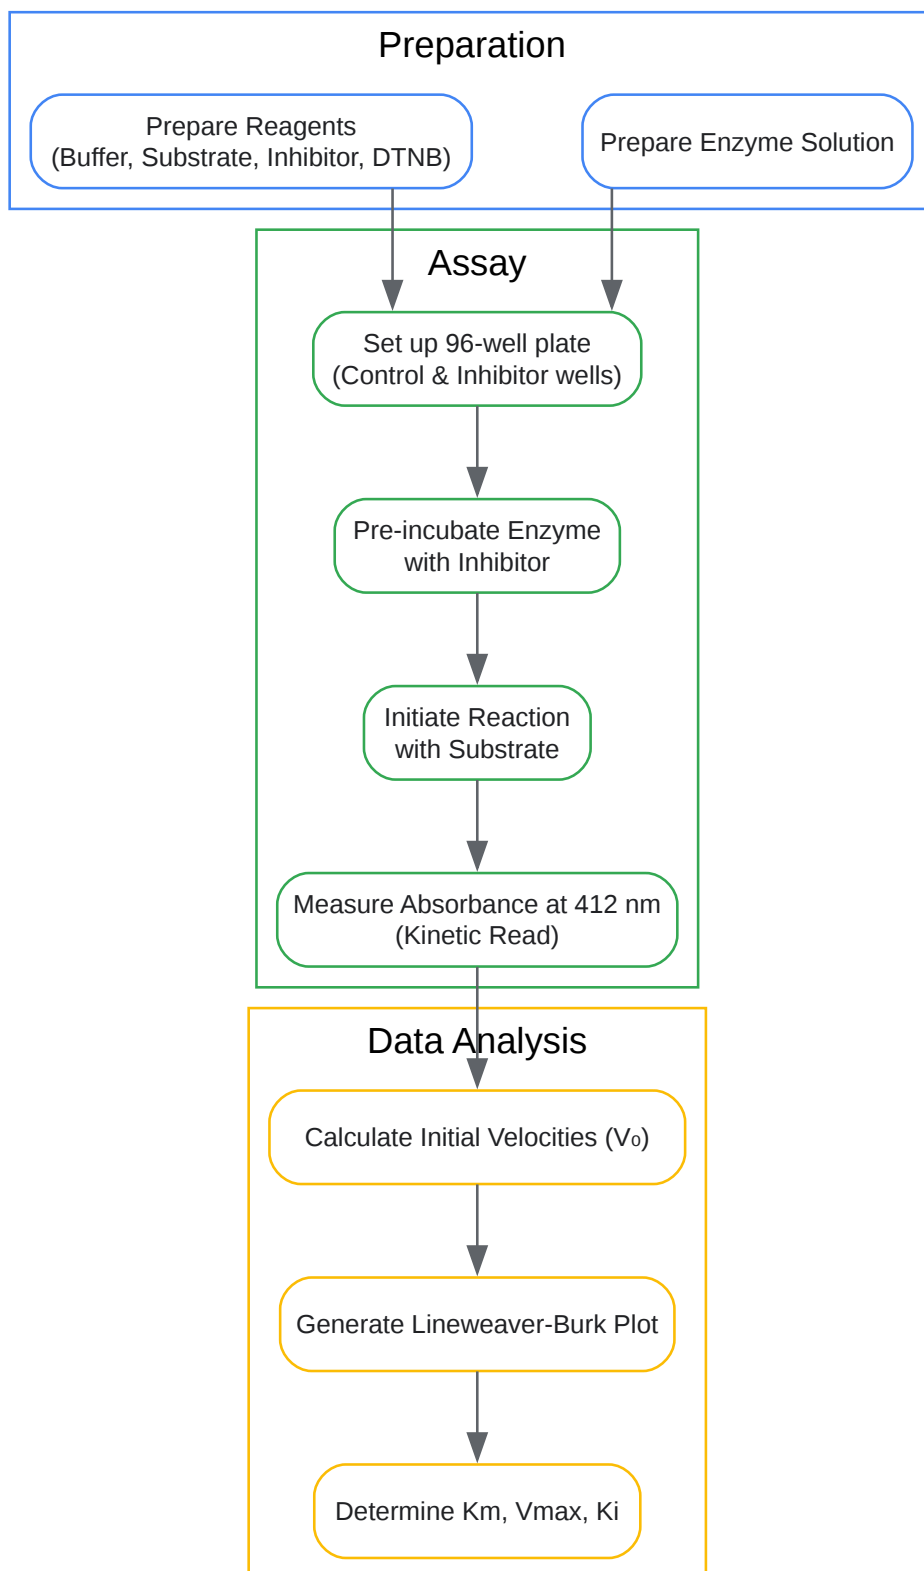 Preparation
Prepare Reagents
(Buffer, Substrate, Inhibitor, DTNB)
Prepare Enzyme Solution
Assay
Set up 96-well plate
(Control & Inhibitor wells)
Pre-incubate Enzyme
with Inhibitor
Initiate Reaction
with Substrate
Measure Absorbance at 412 nm
(Kinetic Read)
Data Analysis
Calculate Initial Velocities (V₀)
Generate Lineweaver-Burk Plot
Determine Km, Vmax, Ki